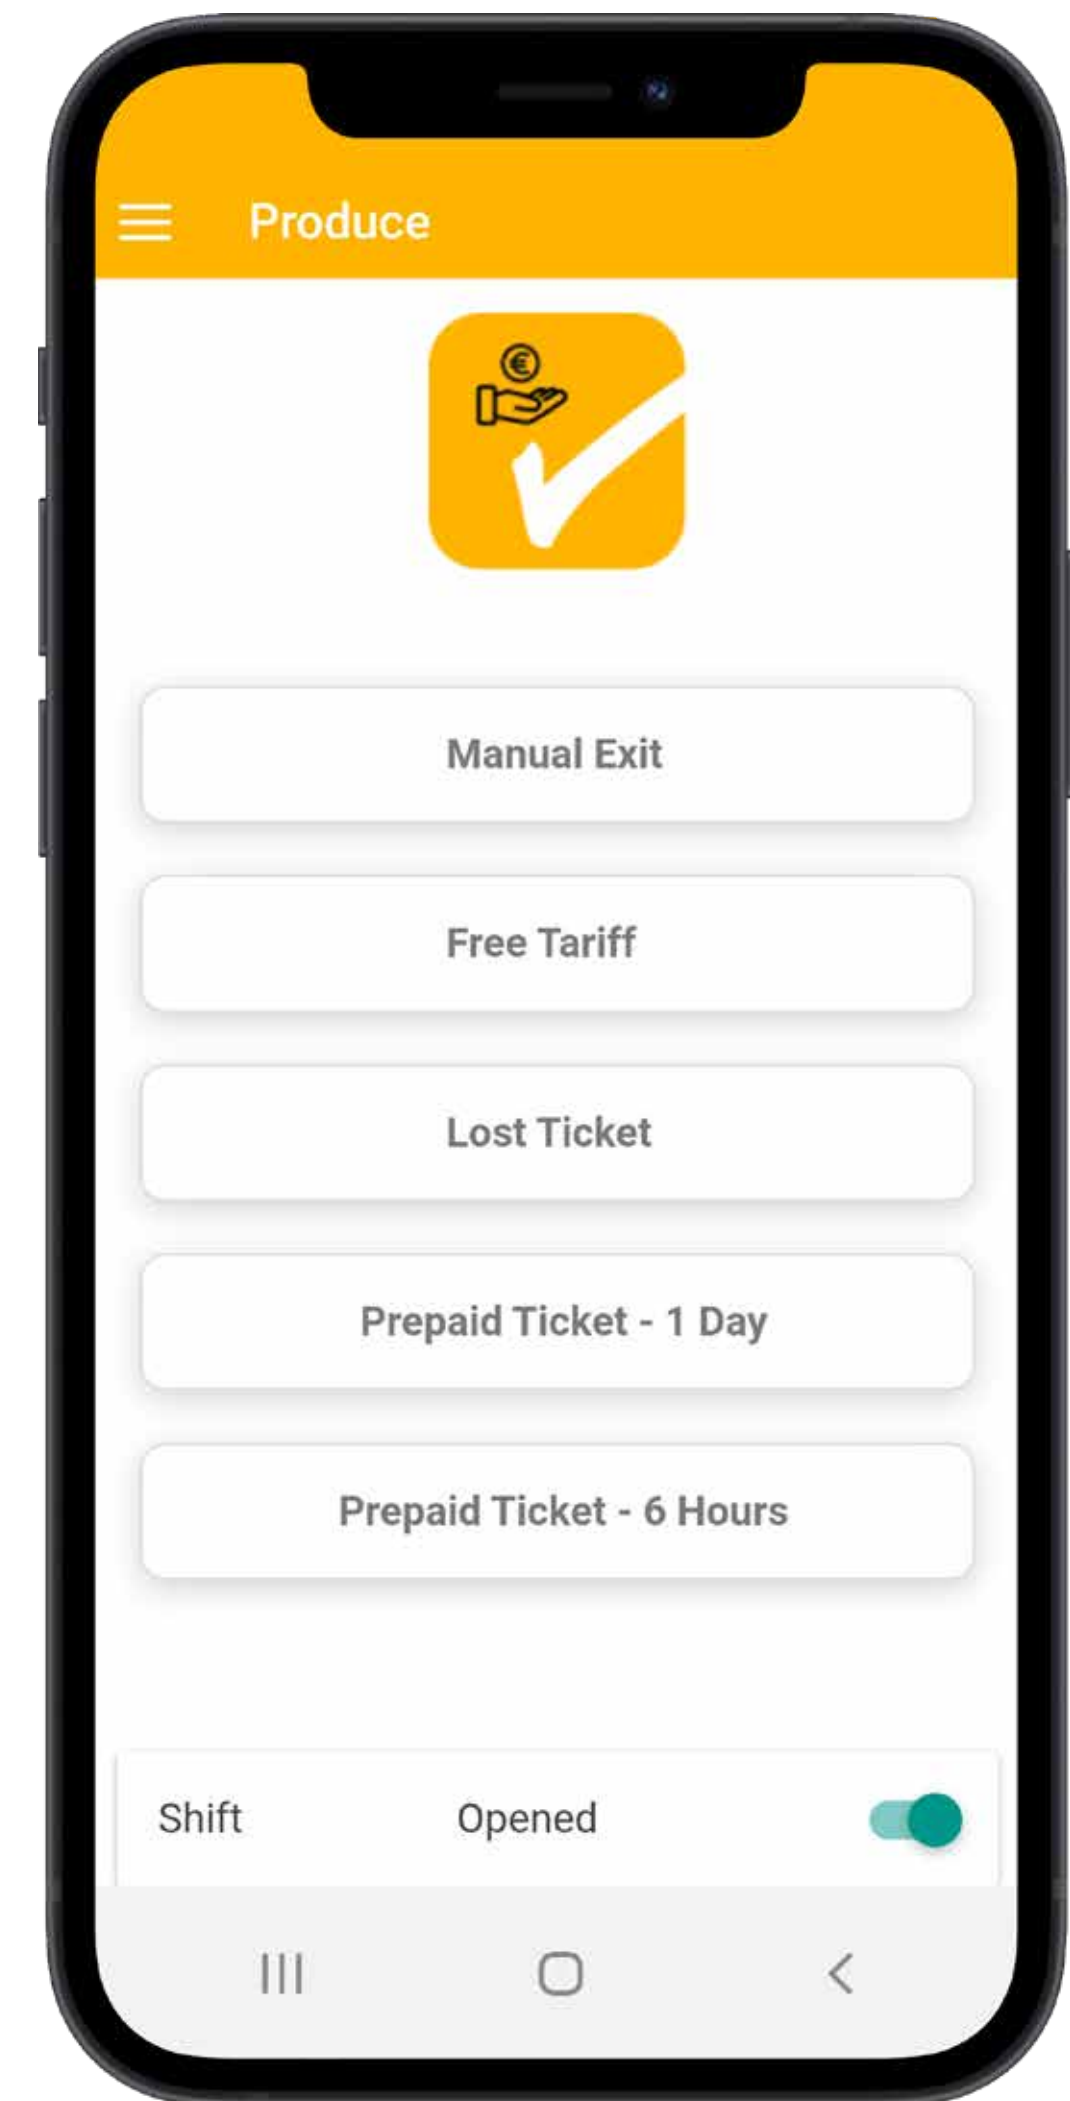 Produce
€
Manual Exit
Free Tariff
Lost Ticket
Prepaid Ticket - 1 Day
Prepaid Ticket - 6 Hours
Shift Opened